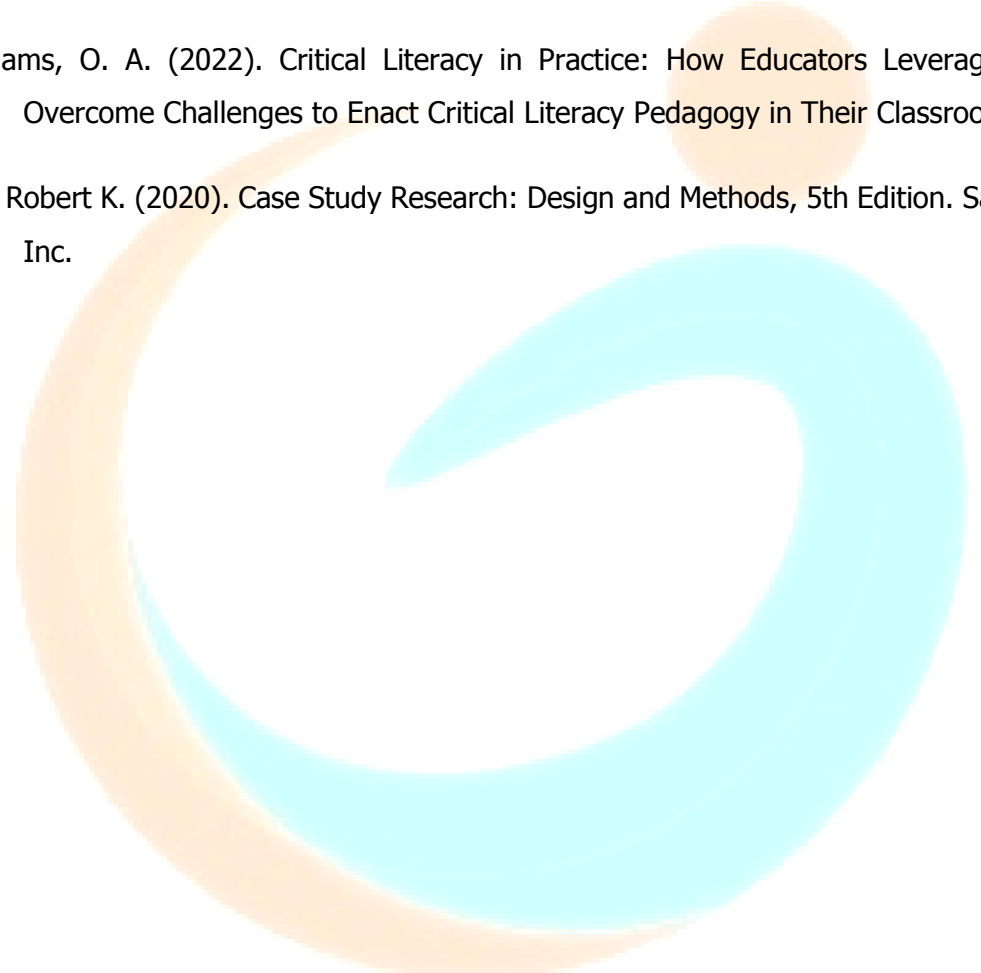 ams, O. A. (2022). Critical Literacy in Practice: How Educators Leverag
Overcome Challenges to Enact Critical Literacy Pedagogy in Their Classroo
Robert K. (2020). Case Study Research: Design and Methods, 5th Edition. Sa
Inc.